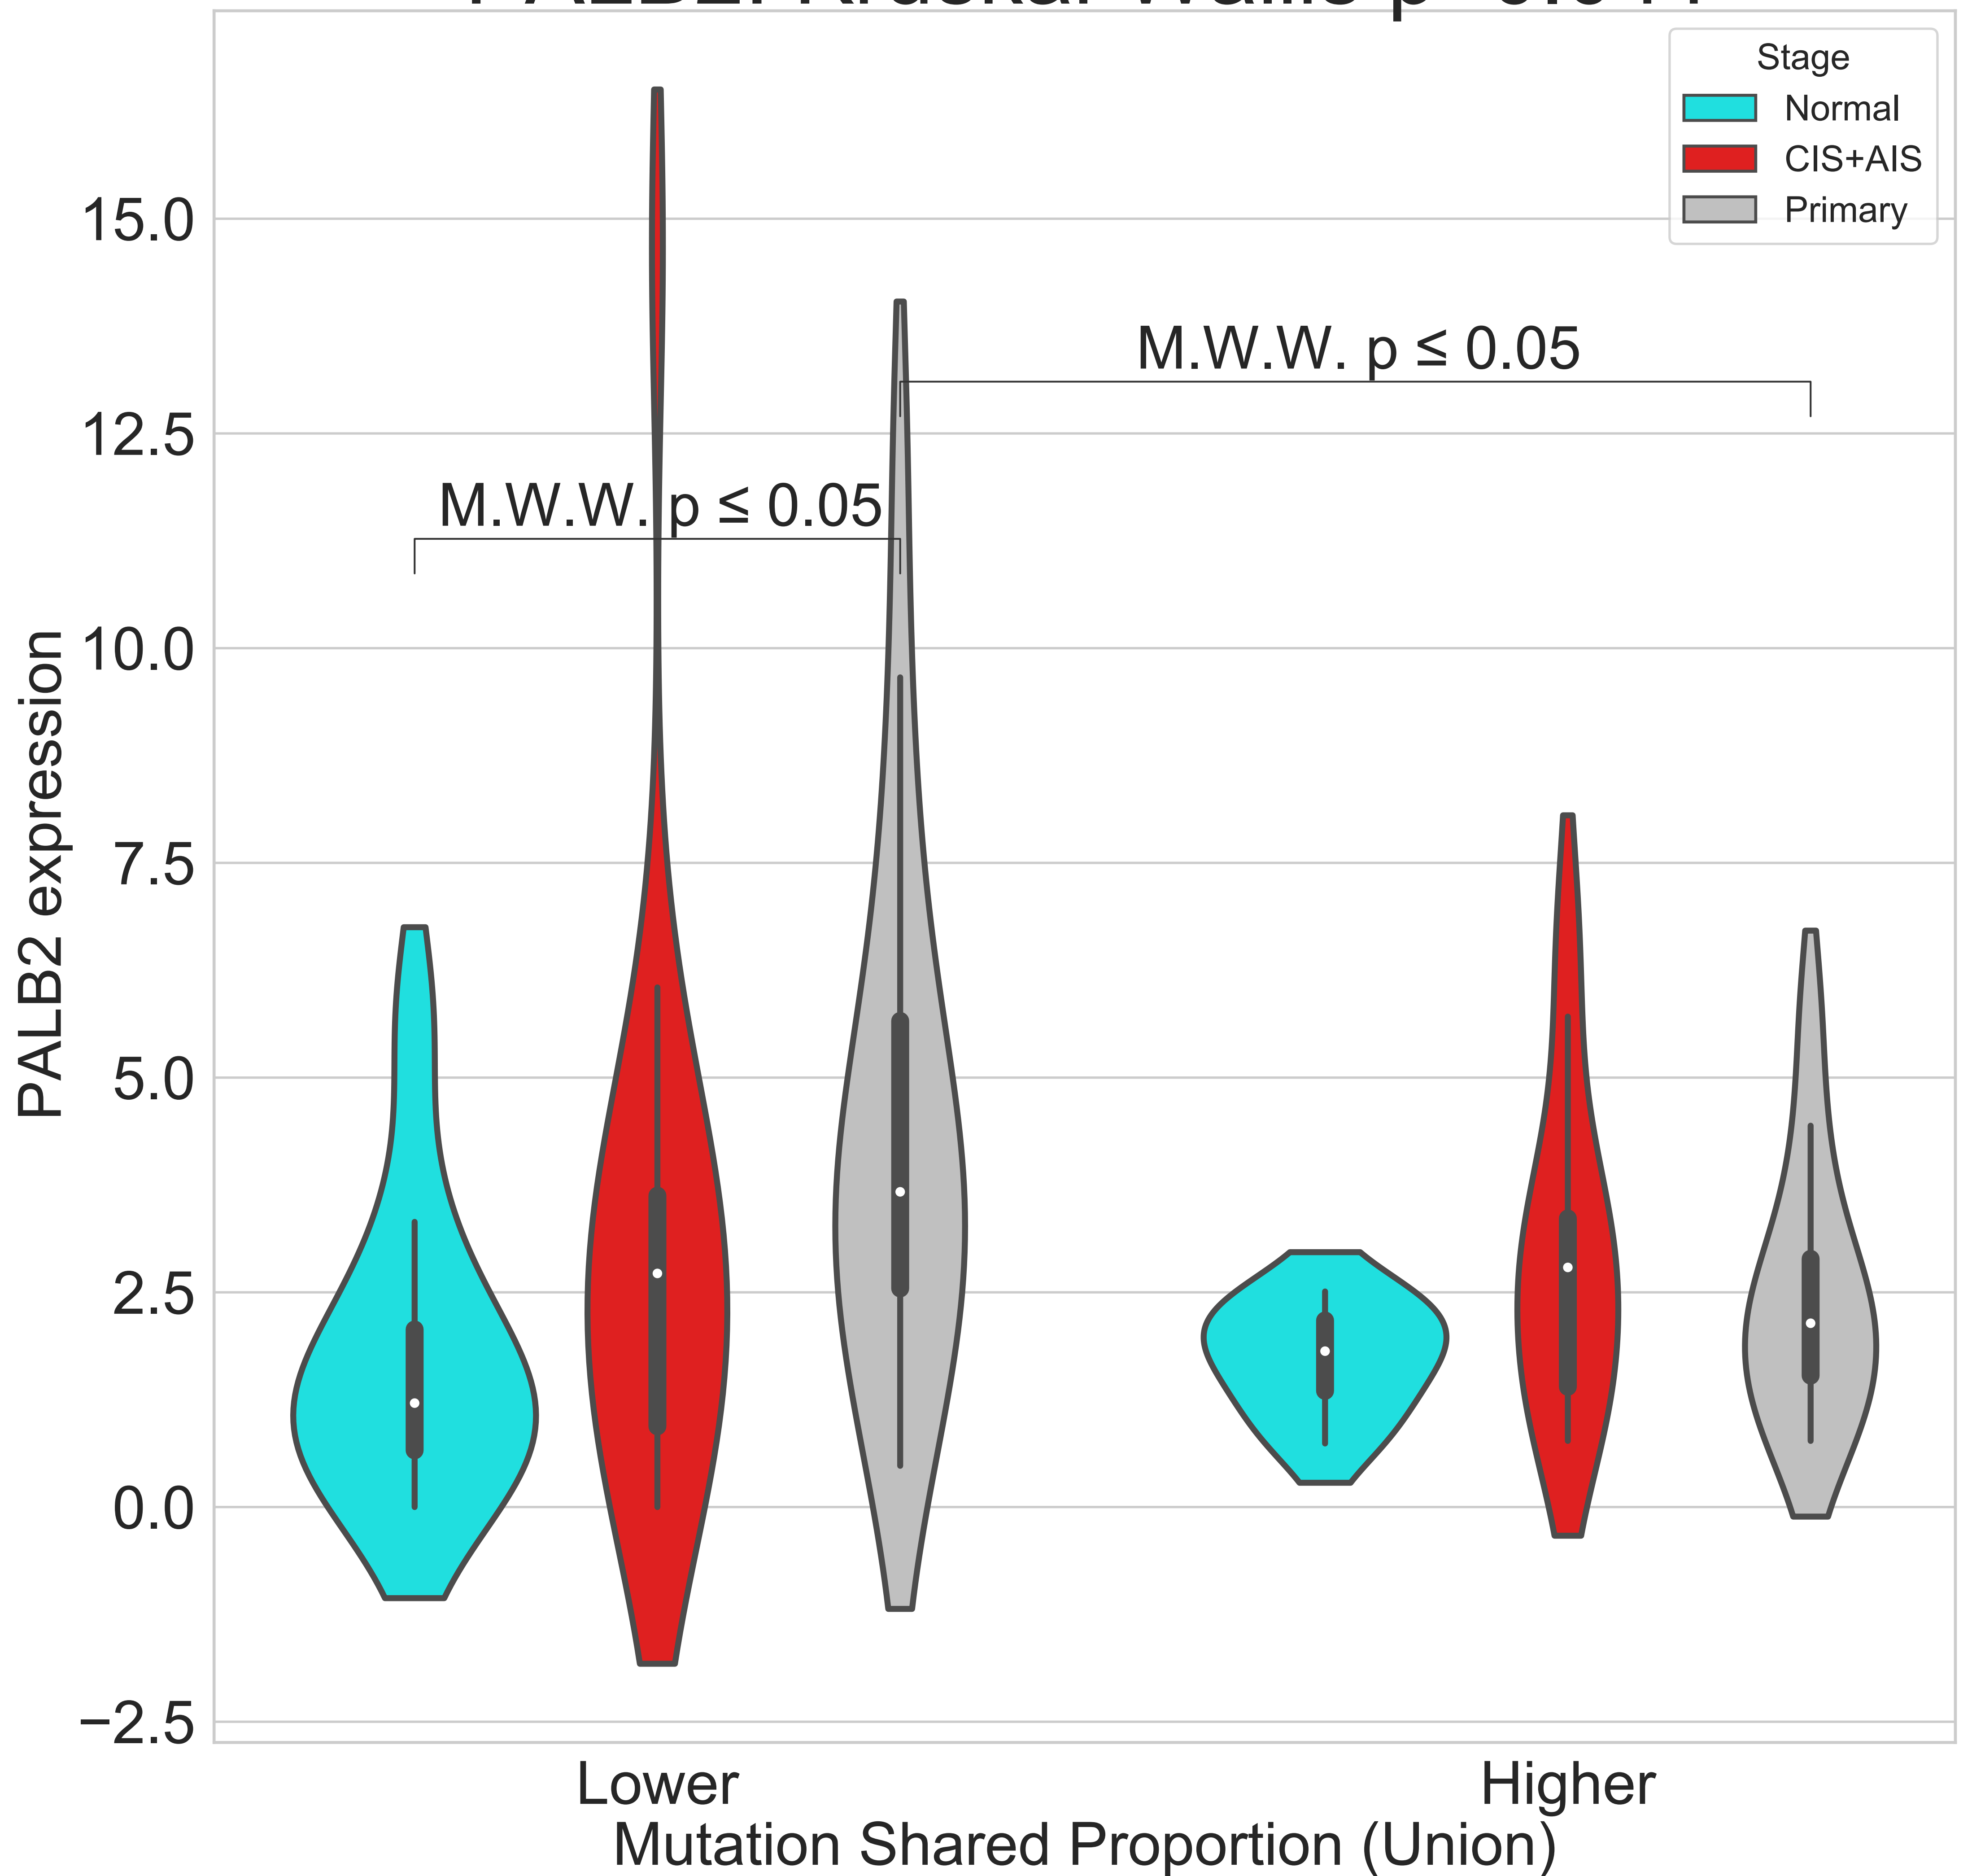 Stage
Normal
CIS+AIS
Primary
15.0
12.5
10.0
7.5
5.0
2.5
0.0
−2.5
PALB2 expression
M.W.W. p ≤ 0.05
M.W.W. p ≤ 0.05
Lower
Higher
Mutation Shared Proportion (Union)